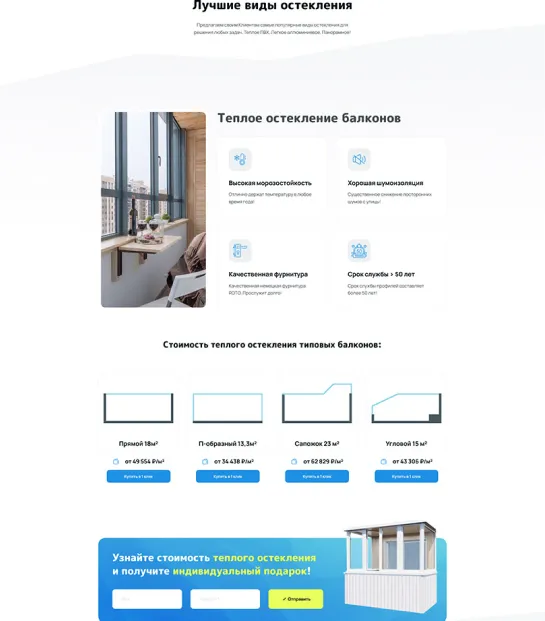 Лучшие виды остекления
Предлагаем своим Клиентам самые популярные виды остекления для
решения любых задач. Теплое ПВХ. Легкое алюминиевое. Панорамное!
Теплое остекление балконов
Высокая морозостойкость
Отлично держат температуру в любое
время года!
Хорошая шумоизоляция
Существенное снижение посторонних
шумов с улицы!
Качественная фурнитура
Качественная немецкая фурнитура
ROTO. Прослужит долго!
Срок службы > 50 лет
Срок службы профилей составляет
более 50 лет!
Стоимость теплого остекления типовых балконов:
Прямой 18м²
от 49 554 ₽/м²
Купить в 1 клик
П-образный 13,3м²
от 34 438 ₽/м²
Купить в 1 клик
Сапожок 23 м²
от 62 829 ₽/м²
Купить в 1 клик
Угловой 15 м²
от 43 306 ₽/м²
Купить в 1 клик
Узнайте стоимость теплого остекления
и получите индивидуальный подарок!
✓ Отправить